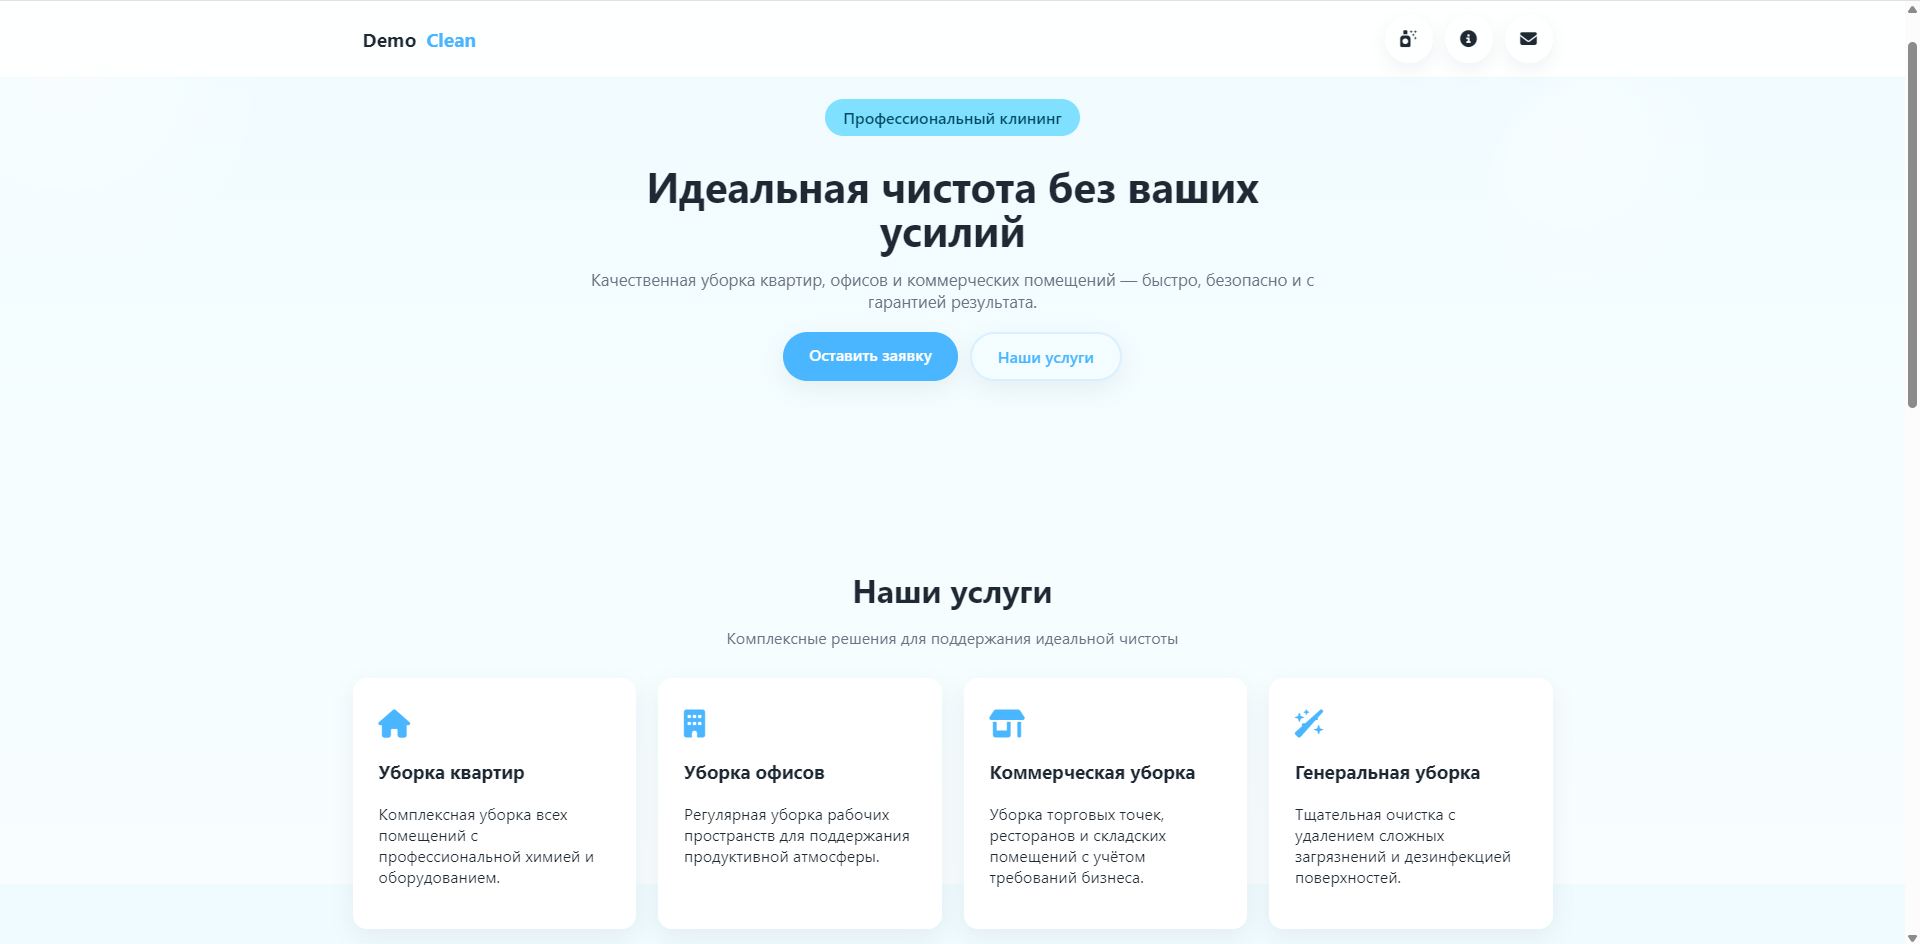 Demo Clean
Профессиональный клининг
Идеальная чистота без ваших
усилий
Качественная уборка квартир, офисов и коммерческих помещений — быстро, безопасно и с
гарантией результата.
Оставить заявку
Наши услуги
Наши услуги
Комплексные решения для поддержания идеальной чистоты
Уборка квартир
Комплексная уборка всех
помещений с
профессиональной химией и
оборудованием.
Уборка офисов
Регулярная уборка рабочих
пространств для поддержания
продуктивной атмосферы.
Коммерческая уборка
Уборка торговых точек,
ресторанов и складских
помещений с учётом
требований бизнеса.
Генеральная уборка
Тщательная очистка с
удалением сложных
загрязнений и дезинфекцией
поверхностей.